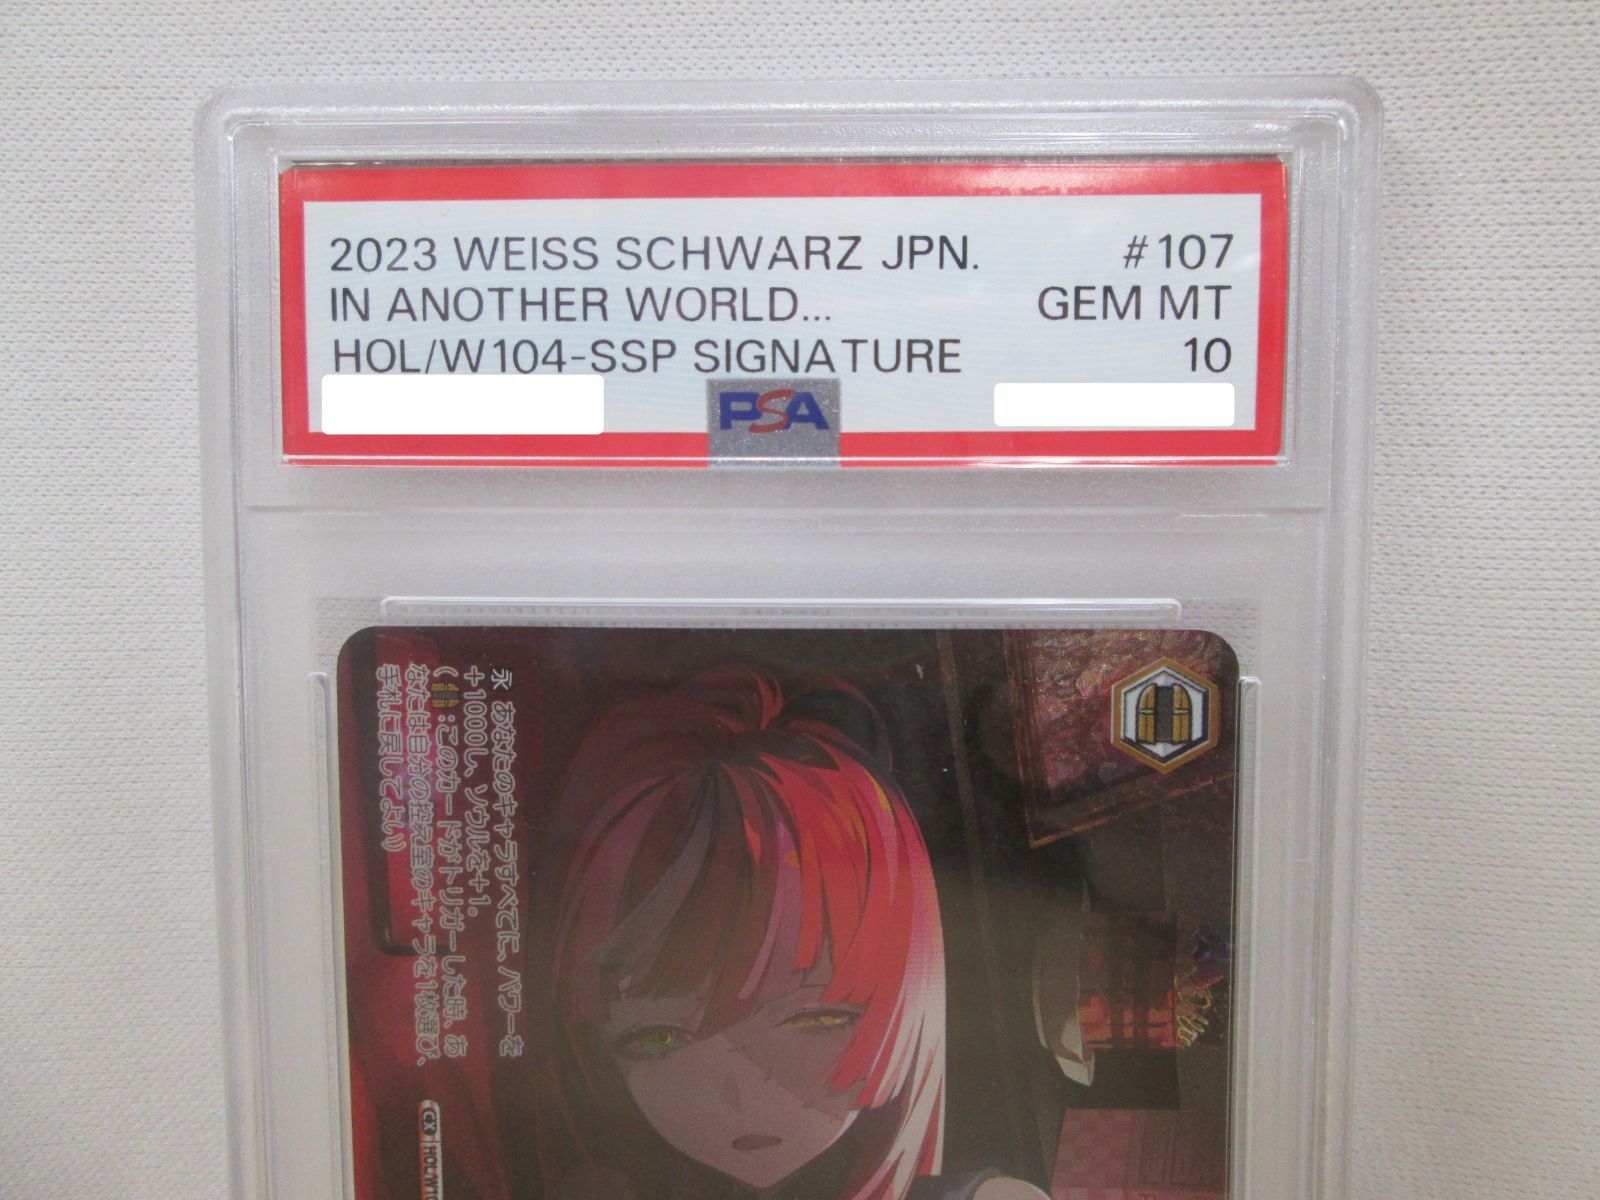 2023 WEISS SCHWARZ JPN. #107
IN ANOTHER WORLD... GEM MT
HOL/W104-SSP SIGNATURE 10
PSA
永 あなたのキャラすべてに、パワーを
+1000し、ソウルを+1。
( :このカードがトリガーした時、あ
なたは自分の控え室のキャラを1枚選び、
手札に戻してよい)
CX HOL/W10